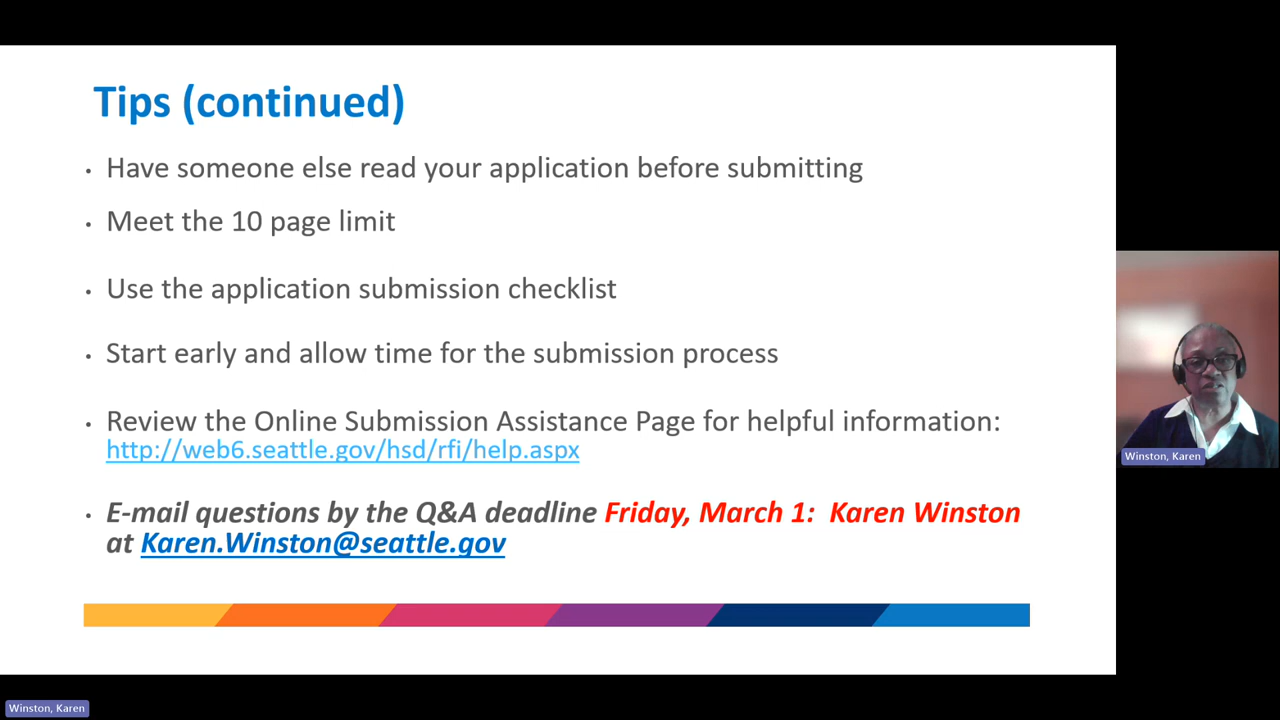 Tips (continued)
• Have someone else read your application before submitting
• Meet the 10 page limit
• Use the application submission checklist
• Start early and allow time for the submission process
• Review the Online Submission Assistance Page for helpful information:
http://web6.seattle.gov/hsd/rfi/help.aspx
• E-mail questions by the Q&A deadline Friday, March 1:  Karen Winston
at Karen.Winston@seattle.gov
Winston, Karen
Winston, Karen